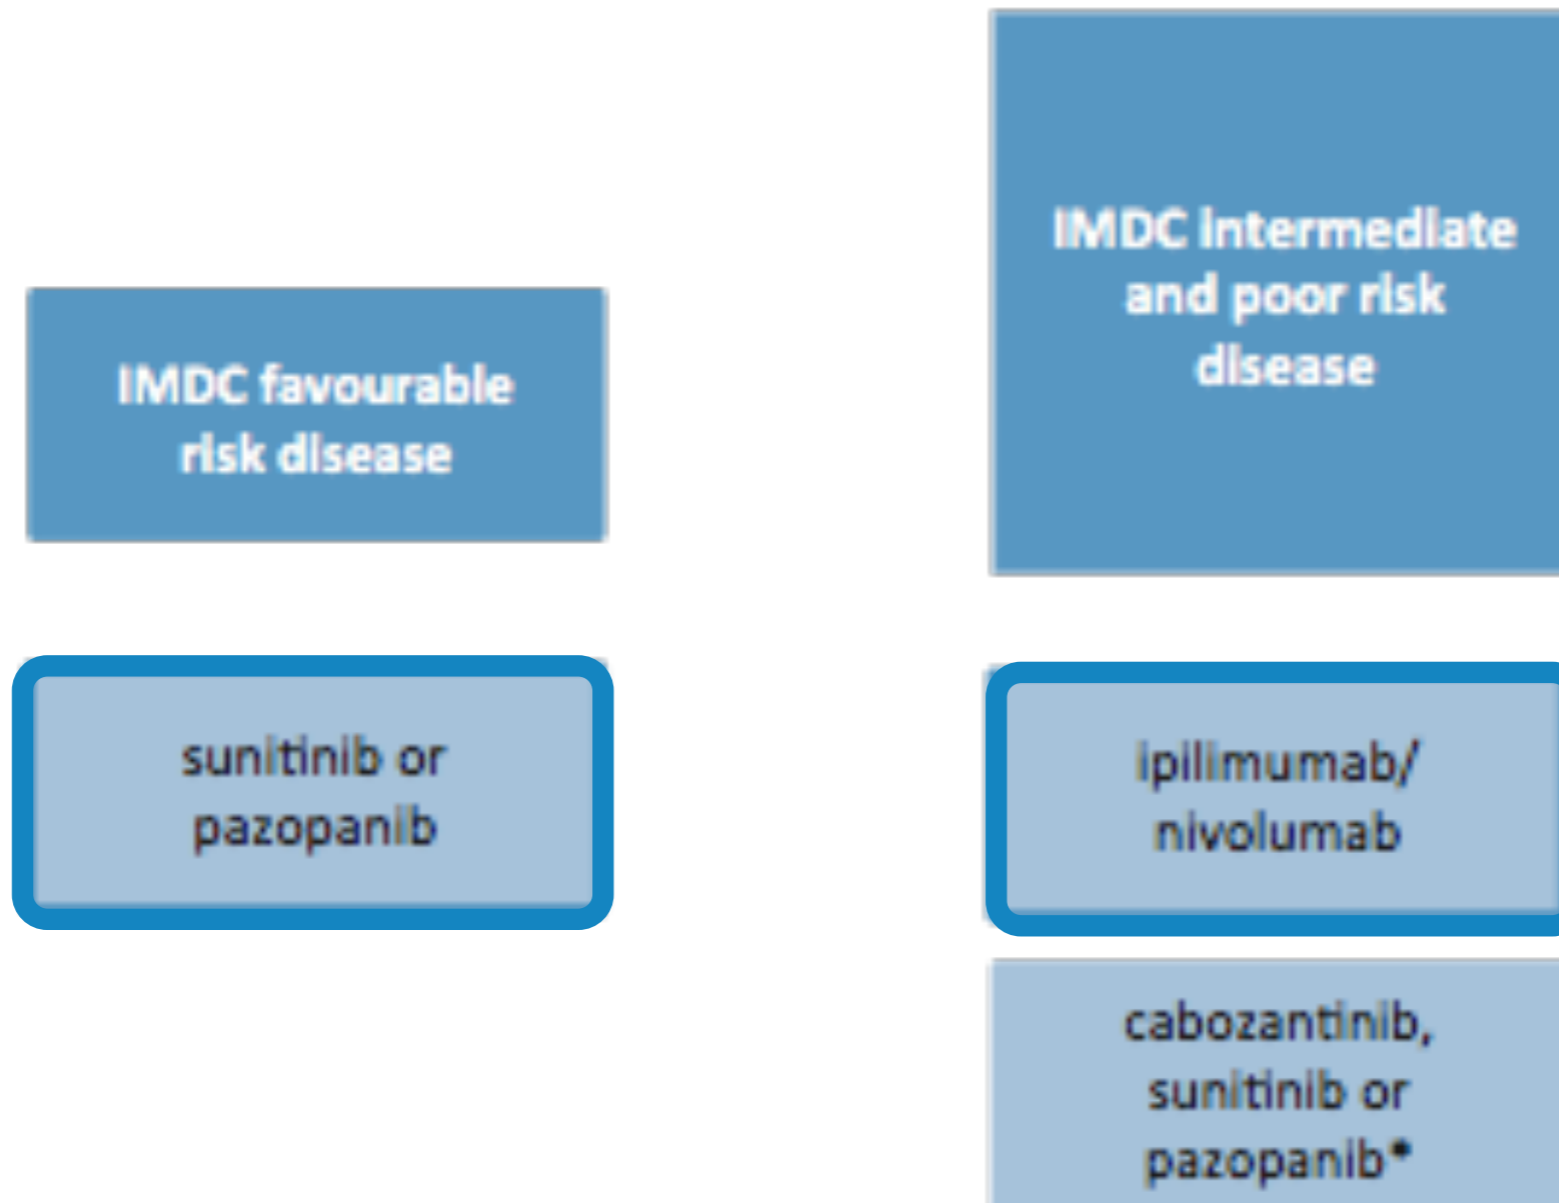 IMDC favourable
risk disease
sunitinib or
pazopanib
IMDC intermediate
and poor risk
disease
ipilimumab/
nivolumab
cabozantinib,
sunitinib or
pazopanib*